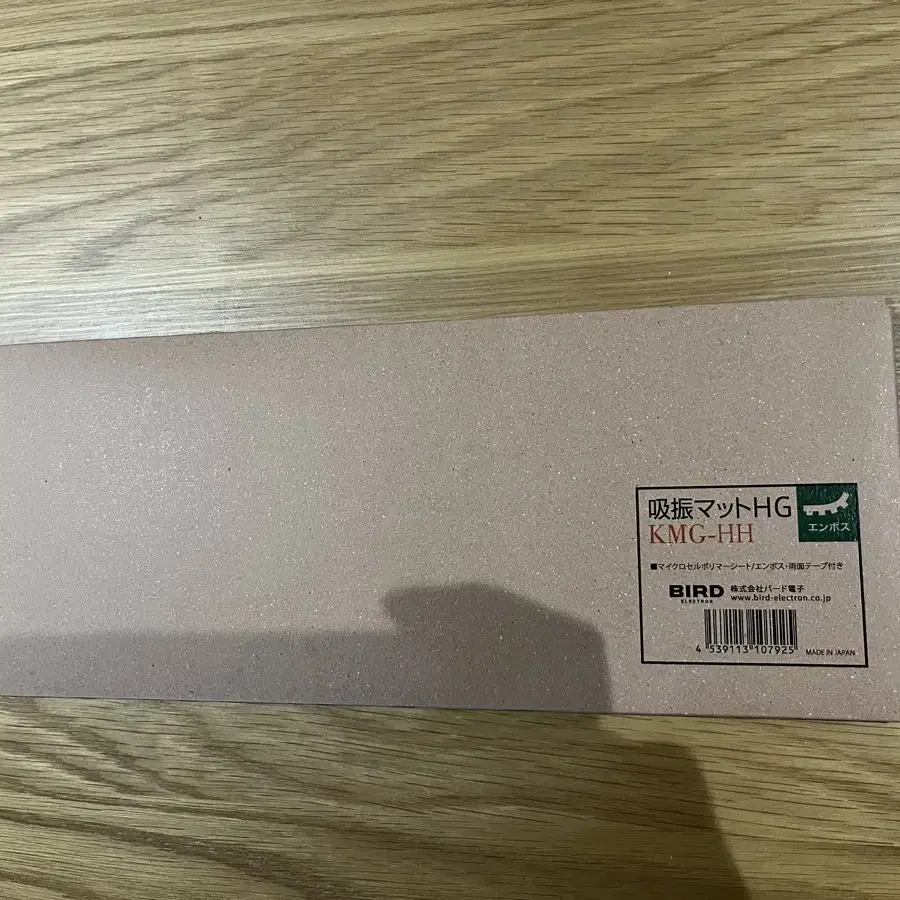 吸振マットHG
エンボス
KMG-HH
■マイクロセルポリマーシート/エンボス・両面テープ付き
BIRD
ELECTRON
株式会社バード電子
www.bird-electron.co.jp
4 539113 107925
MADE IN JAPAN